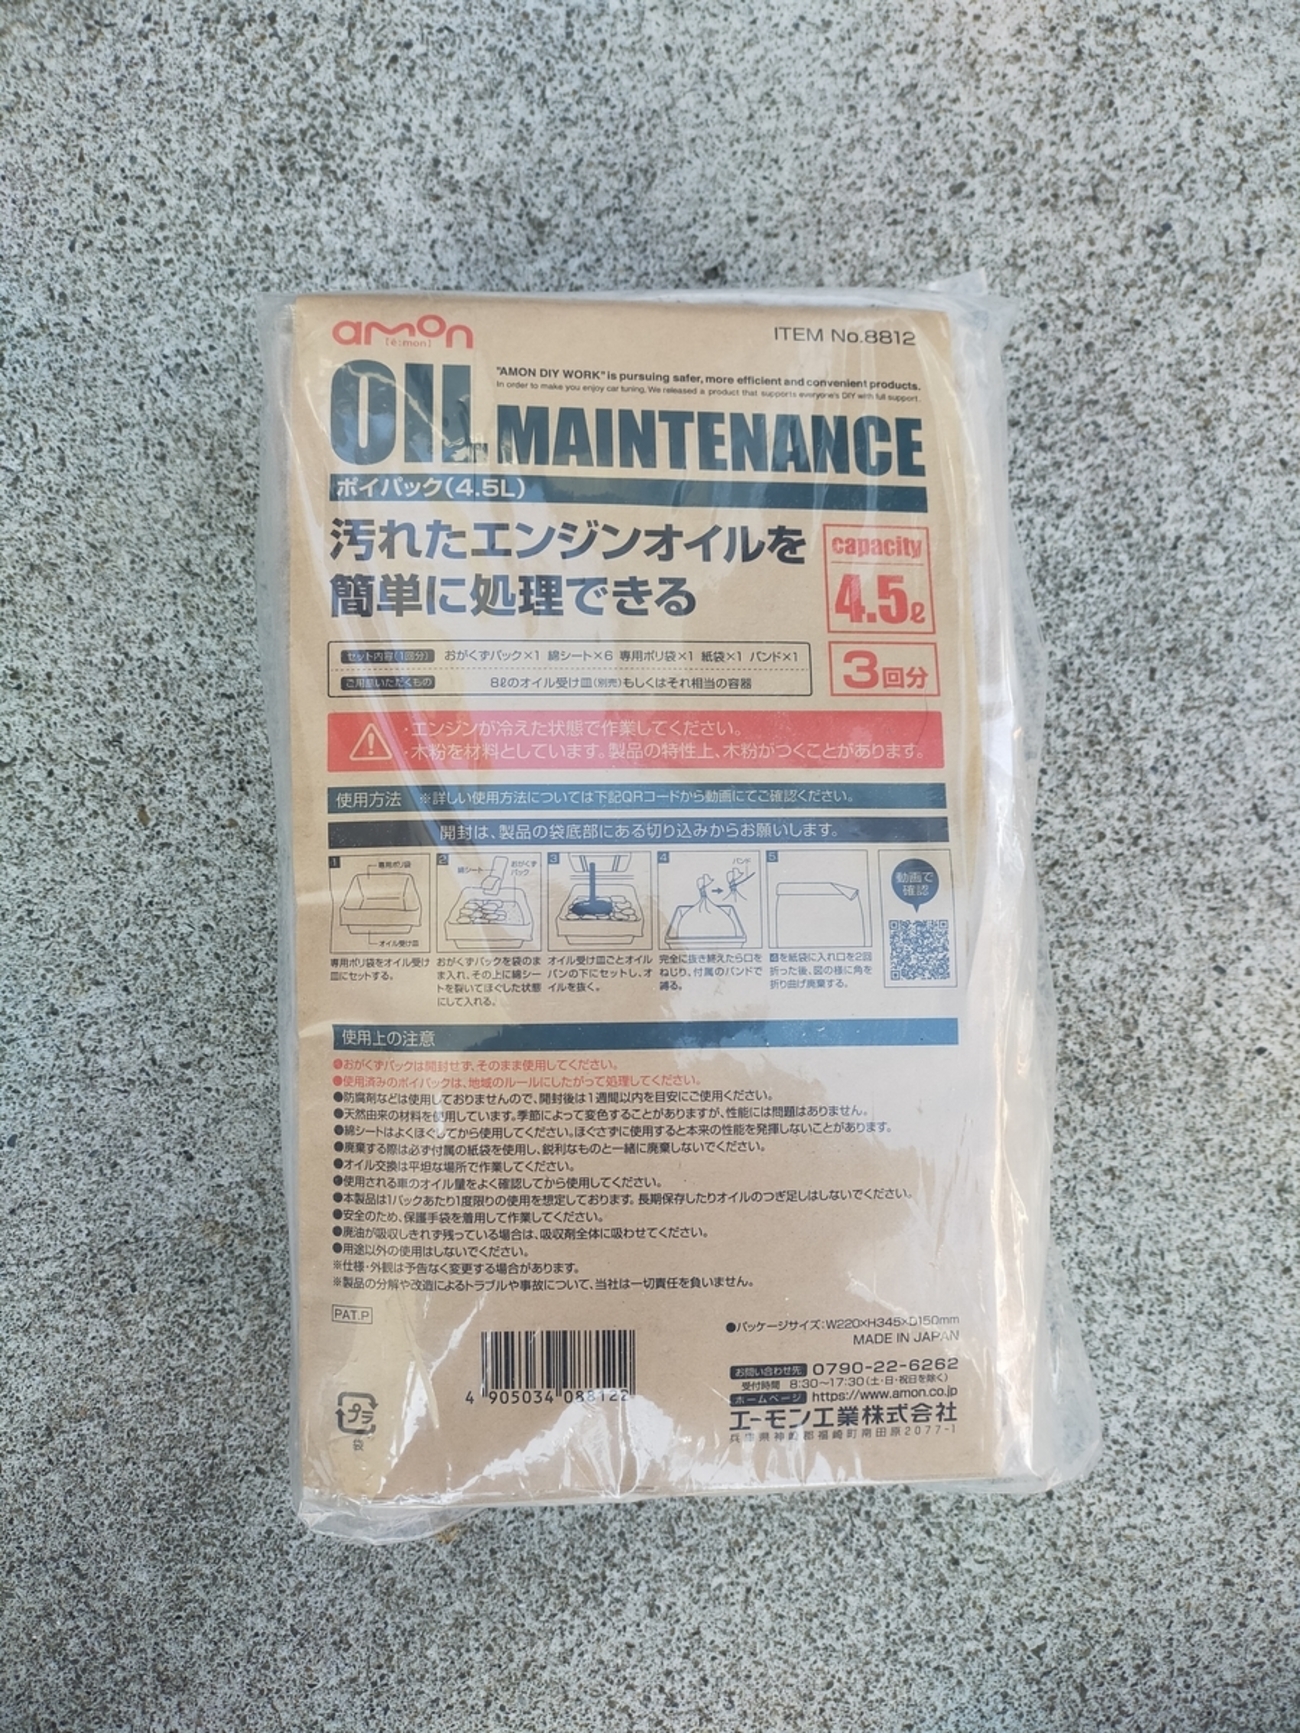 amon
[é:mon]
ITEM No.8812
OIL MAINTENANCE
"AMON DIY WORK" is pursuing safer, more efficient and convenient products.
In order to make you enjoy car tuning, We released a product that supports everyone's DIY with full support.
ポイパック(4.5L)
汚れたエンジンオイルを
簡単に処理できる
capacity
4.5ℓ
3回分
セット内容(1回分) おがくずパック×1 綿シート×6 専用ポリ袋×1 紙袋×1 バンド×1
ご用意いただくもの 8ℓのオイル受け皿(別売)もしくはそれ相当の容器
・エンジンが冷えた状態で作業してください。
・木粉を材料としています。製品の特性上、木粉がつくことがあります。
使用方法 ※詳しい使用方法については下記QRコードから動画にてご確認ください。
開封は、製品の袋底部にある切り込みからお願いします。
1
専用ポリ袋
オイル受け皿
専用ポリ袋をオイル受け
皿にセットする。
2
綿シート
おがくず
パック
おがくずパックを袋のま
ま入れ、その上に綿シー
トを裂いてほぐした状態
にして入れる。
3
オイル受け皿ごとオイル
パンの下にセットし、オ
イルを抜く。
4
バンド
完全に抜き終えたら口を
ねじり、付属のバンドで
縛る。
5
4を紙袋に入れ口を2回
折った後、図の様に角を
折り曲げ廃棄する。
動画で
確認
使用上の注意
●おがくずパックは開封せず、そのまま使用してください。
●使用済みのポイパックは、地域のルールにしたがって処理してください。
●防腐剤などは使用しておりませんので、開封後は1週間以内を目安にご使用ください。
●天然由来の材料を使用しています。季節によって変色することがありますが、性能には問題はありません。
●綿シートはよくほぐしてから使用してください。ほぐさずに使用すると本来の性能を発揮しないことがあります。
●廃棄する際は必ず付属の紙袋を使用し、鋭利なものと一緒に廃棄しないでください。
●オイル交換は平坦な場所で作業してください。
●使用される車のオイル量をよく確認してから使用してください。
●本製品は1パックあたり1度限りの使用を想定しております。長期保存したりオイルのつぎ足しはしないでください。
●安全のため、保護手袋を着用して作業してください。
●廃油が吸収しきれず残っている場合は、吸収剤全体に吸わせてください。
●用途以外の使用はしないでください。
※仕様・外観は予告なく変更する場合があります。
※製品の分解や改造によるトラブルや事故について、当社は一切責任を負いません。
PAT.P
4 905034 088122
プラ
袋
●パッケージサイズ:W220×H345×D150mm
MADE IN JAPAN
お問い合わせ先 0790-22-6262
受付時間 8:30～17:30(土・日・祝日を除く)
ホームページ https://www.amon.co.jp
エーモン工業株式会社
兵庫県神崎郡福崎町南田原2077-1